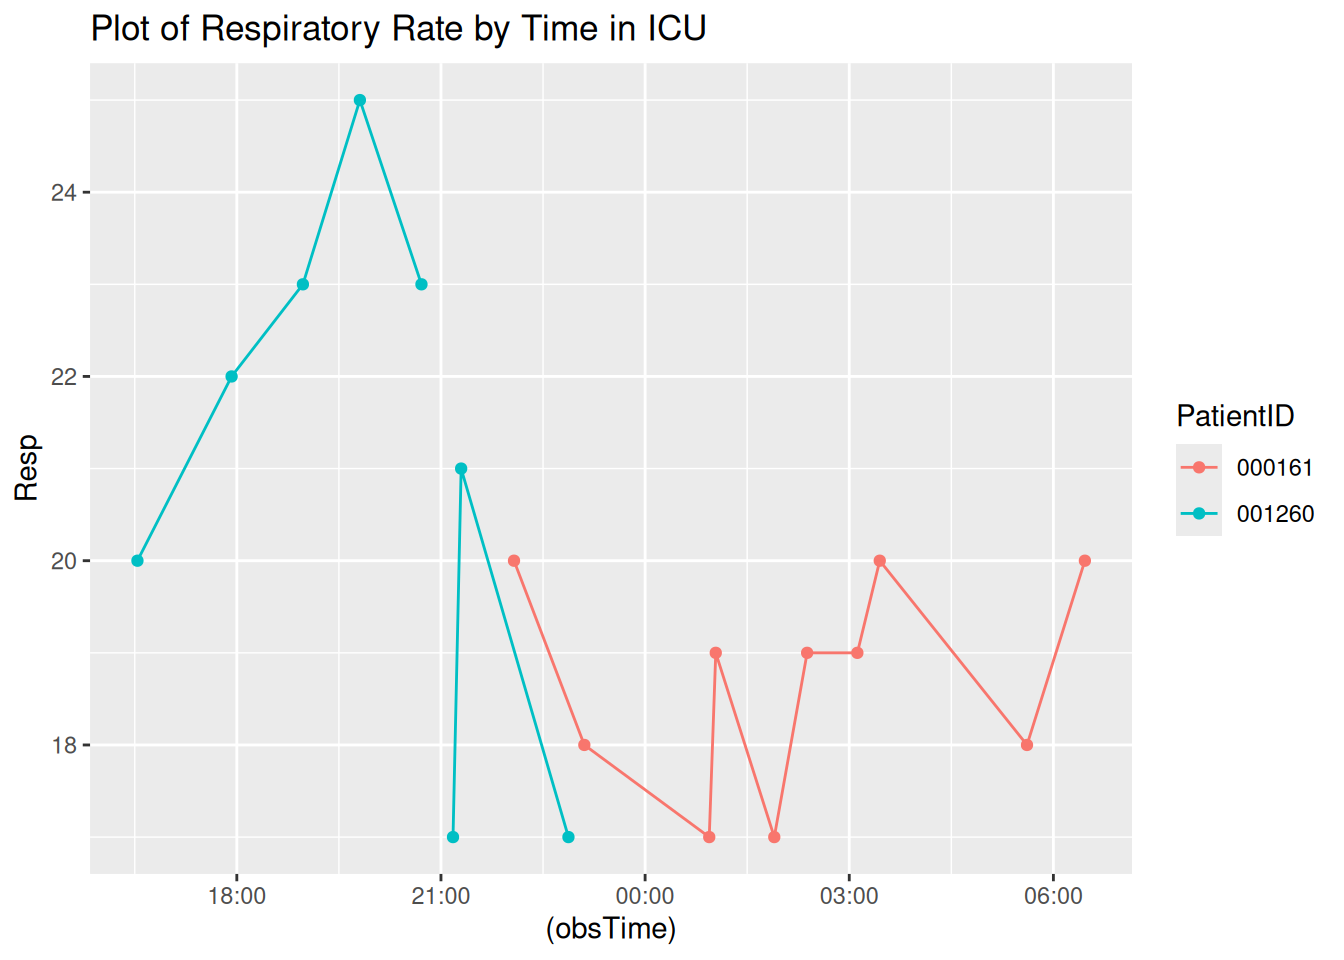 Plot of Respiratory Rate by Time in ICU
24
22
20
18
Resp
18:00
21:00
00:00
03:00
06:00
(obsTime)
PatientID
000161
001260